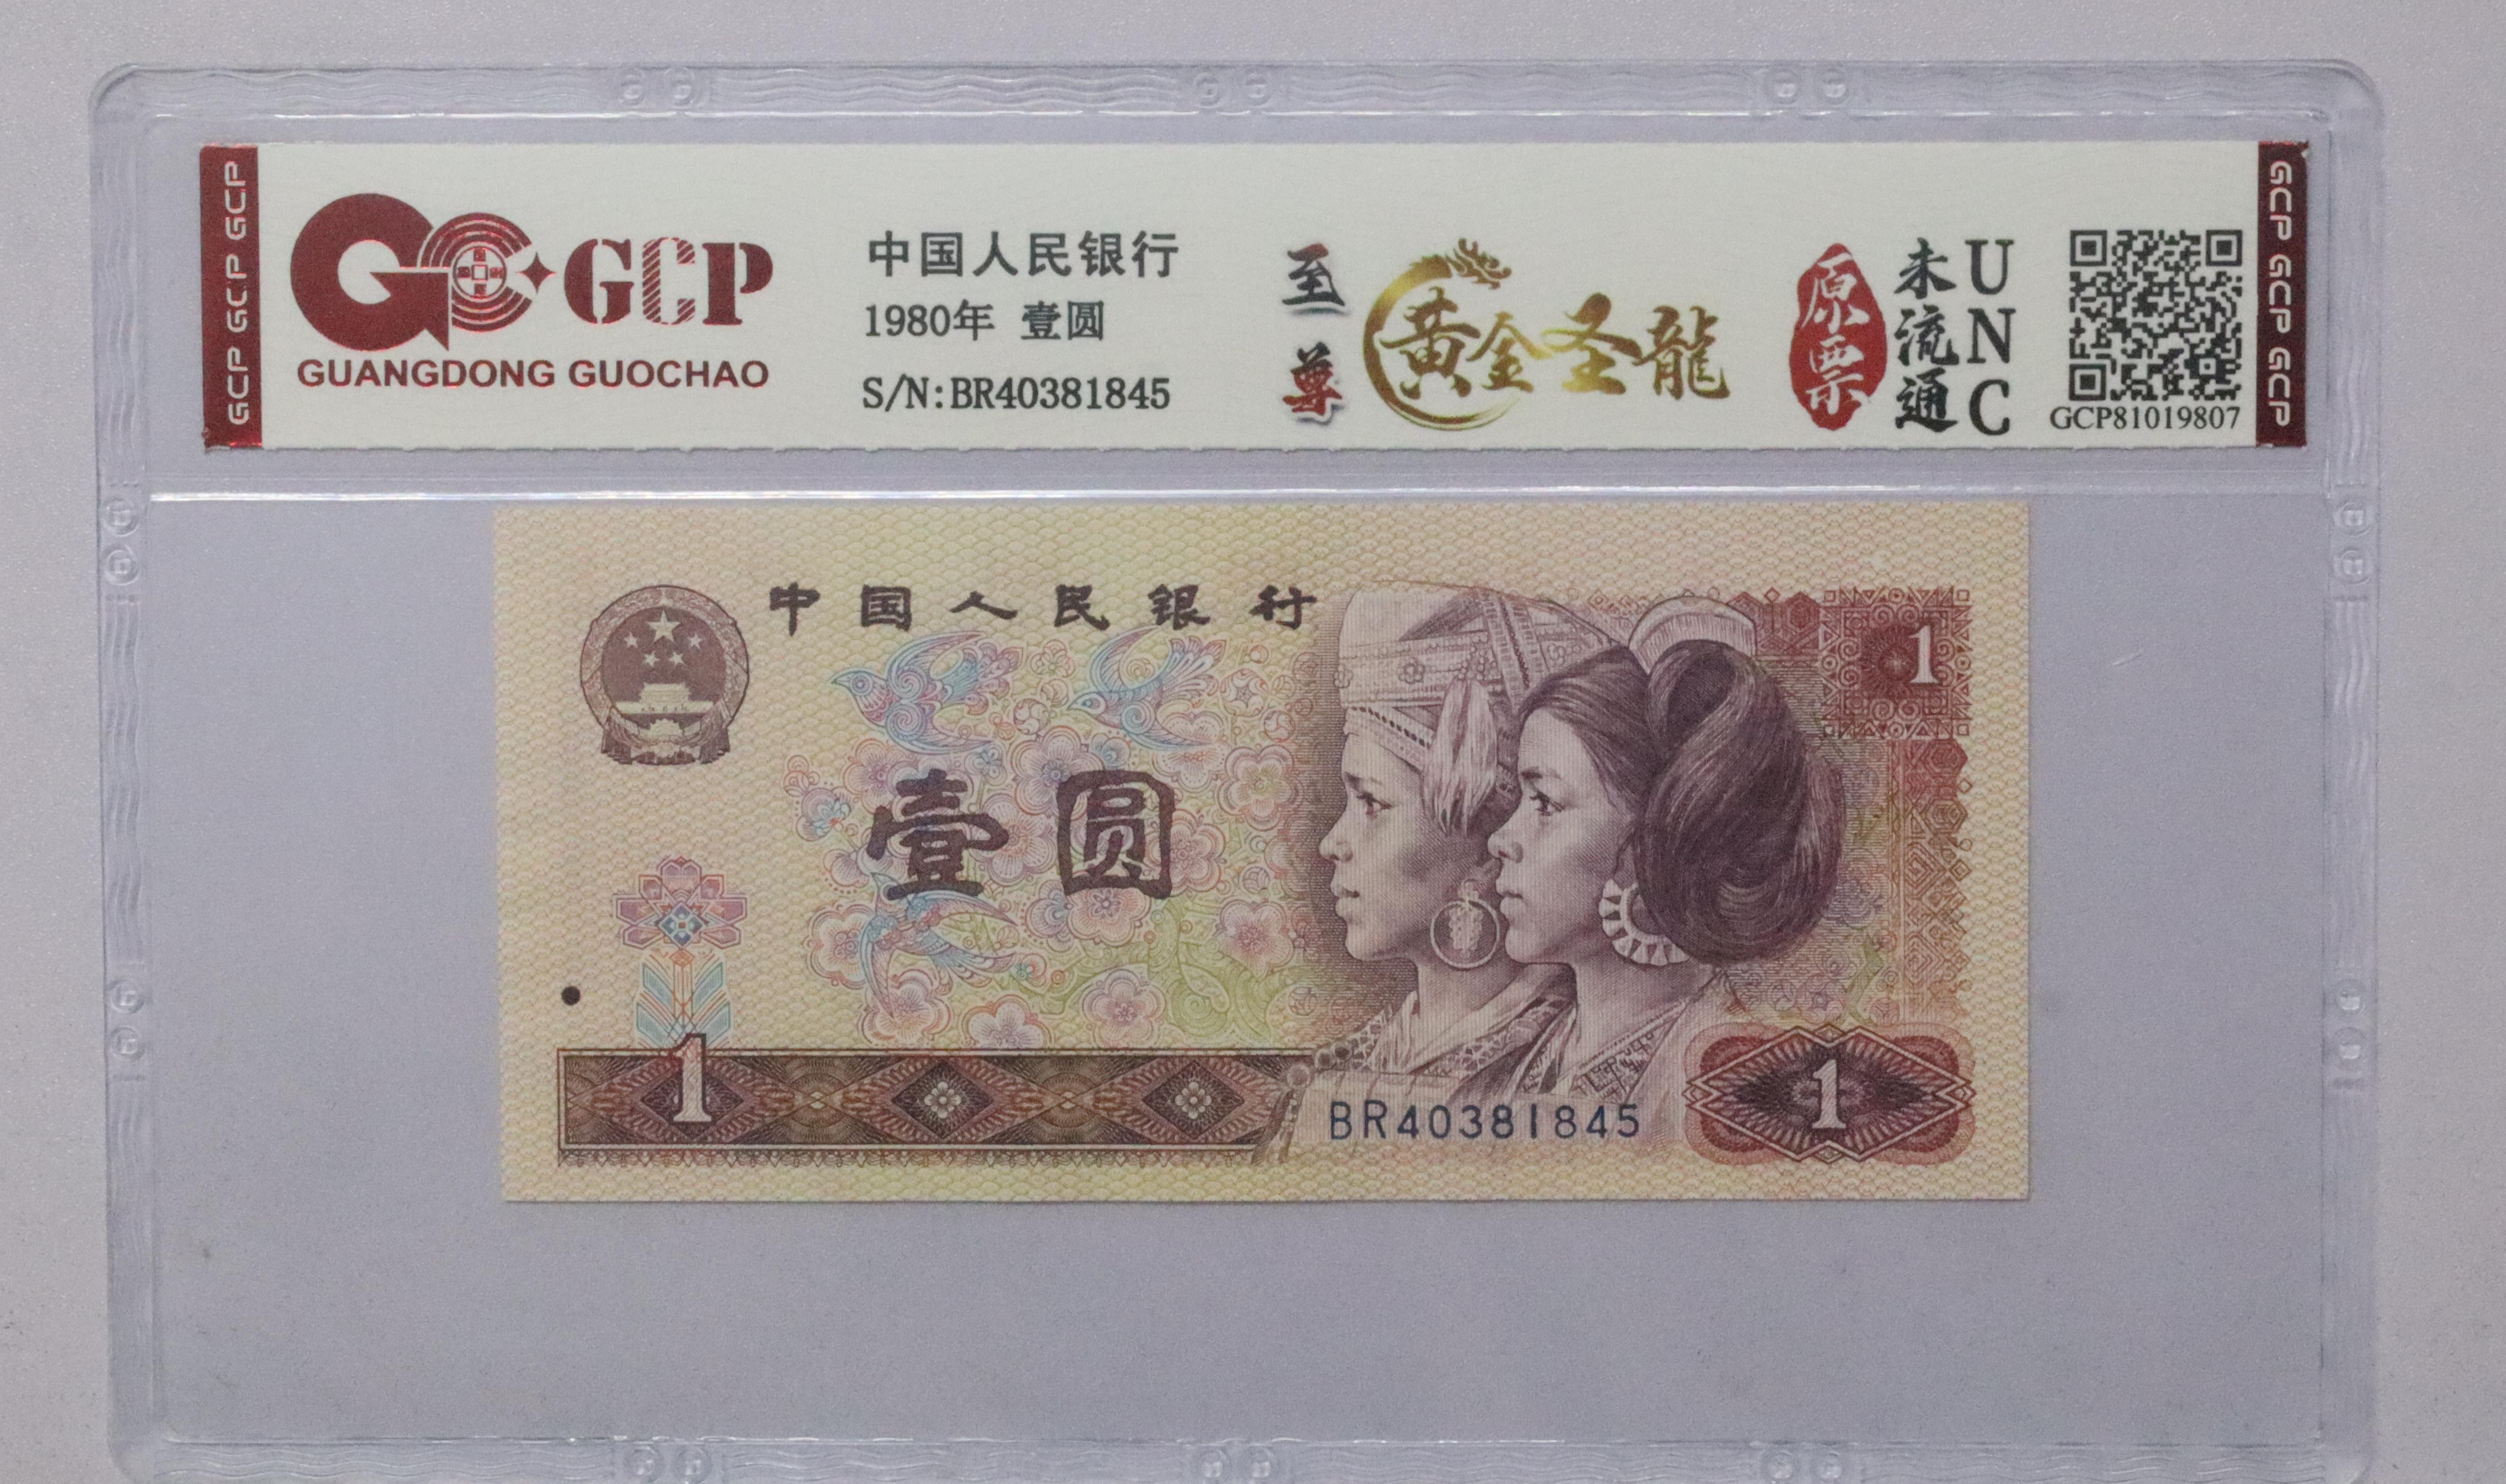 GCP GCP GCP
GCP
GUANGDONG GUOCHAO
中国人民银行
1980年 壹圆
S/N:BR40381845
至尊
黄金圣龍
原票
未流通
UNC
GCP81019807
GCP GCP GCP
中国人民银行
1
壹圆
1
BR40381845
1